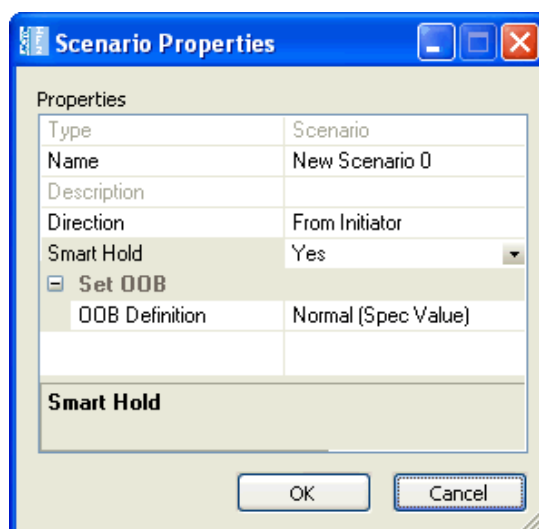 Scenario Properties
Properties
Type Scenario
Name New Scenario 0
Description
Direction From Initiator
Smart Hold Yes
Set OOB
OOB Definition Normal (Spec Value)
Smart Hold
OK Cancel